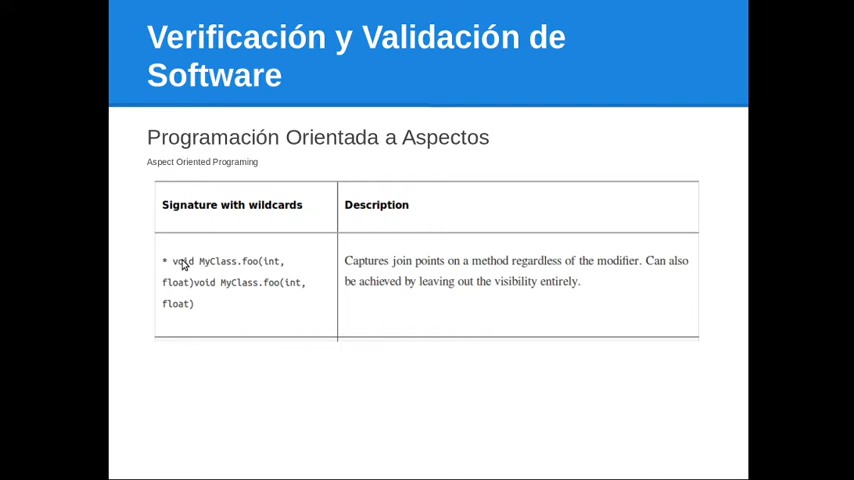 Verificación y Validación de
Software
Programación Orientada a Aspectos
Aspect Oriented Programing
Signature with wildcards
Description
* void MyClass.foo(int,
float)void MyClass.foo(int,
float)
Captures join points on a method regardless of the modifier. Can also
be achieved by leaving out the visibility entirely.